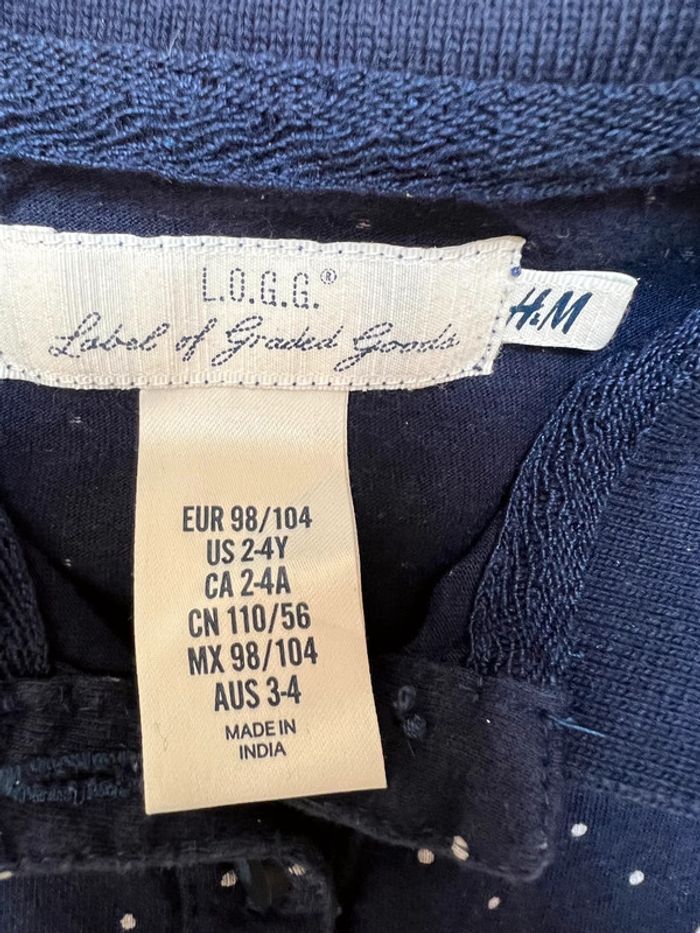 L.O.G.G.®
Label of Graded Goods
H&M
EUR 98/104
US 2-4Y
CA 2-4A
CN 110/56
MX 98/104
AUS 3-4
MADE IN
INDIA